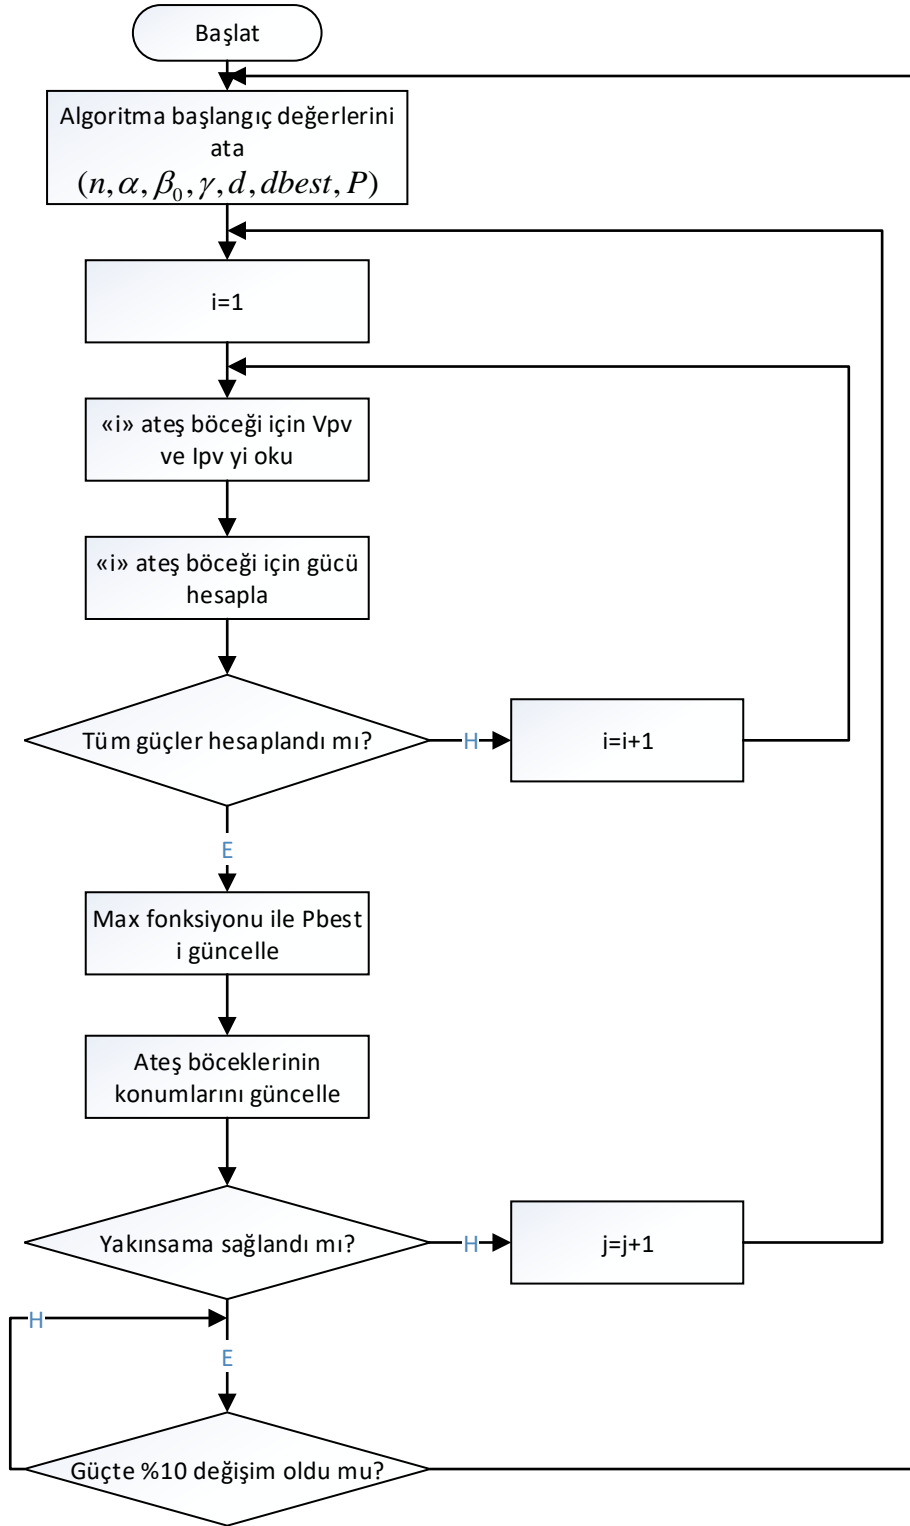 Başlat
Algoritma başlangıç değerlerini
ata
(n, α, β₀, γ, d, dbest, P)
i=1
«i» ateş böceği için Vpv
ve Ipv yi oku
«i» ateş böceği için gücü
hesapla
Tüm güçler hesaplandı mı?
H
i=i+1
E
Max fonksiyonu ile Pbest
i güncelle
Ateş böceklerinin
konumlarını güncelle
Yakınsama sağlandı mı?
H
j=j+1
H
E
Güçte %10 değişim oldu mu?